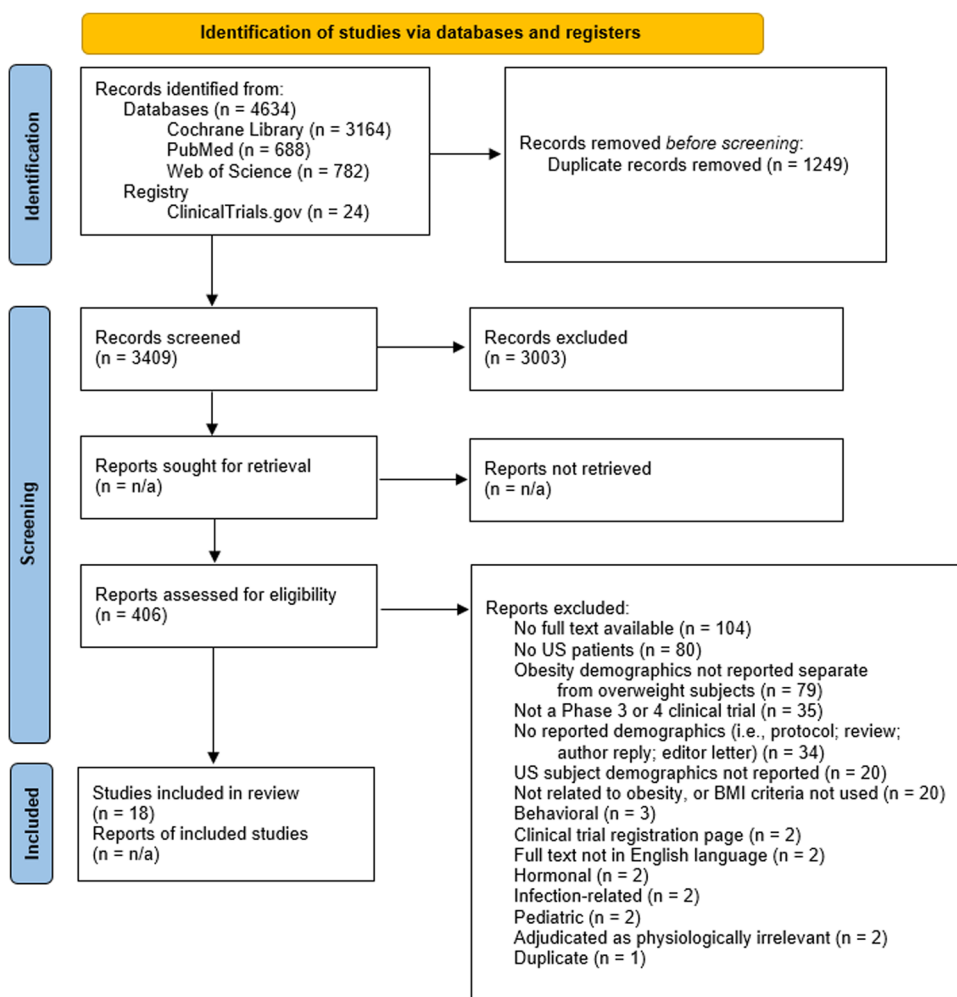 Identification of studies via databases and registers
Identification
Records identified from:
Databases (n = 4634)
Cochrane Library (n = 3164)
PubMed (n = 688)
Web of Science (n = 782)
Registry
ClinicalTrials.gov (n = 24)
Records removed before screening:
Duplicate records removed (n = 1249)
Screening
Records screened
(n = 3409)
Records excluded
(n = 3003)
Reports sought for retrieval
(n = n/a)
Reports not retrieved
(n = n/a)
Reports assessed for eligibility
(n = 406)
Reports excluded:
No full text available (n = 104)
No US patients (n = 80)
Obesity demographics not reported separate
from overweight subjects (n = 79)
Not a Phase 3 or 4 clinical trial (n = 35)
No reported demographics (i.e., protocol; review;
author reply; editor letter) (n = 34)
US subject demographics not reported (n = 20)
Not related to obesity, or BMI criteria not used (n = 20)
Behavioral (n = 3)
Clinical trial registration page (n = 2)
Full text not in English language (n = 2)
Hormonal (n = 2)
Infection-related (n = 2)
Pediatric (n = 2)
Adjudicated as physiologically irrelevant (n = 2)
Duplicate (n = 1)
Included
Studies included in review
(n = 18)
Reports of included studies
(n = n/a)